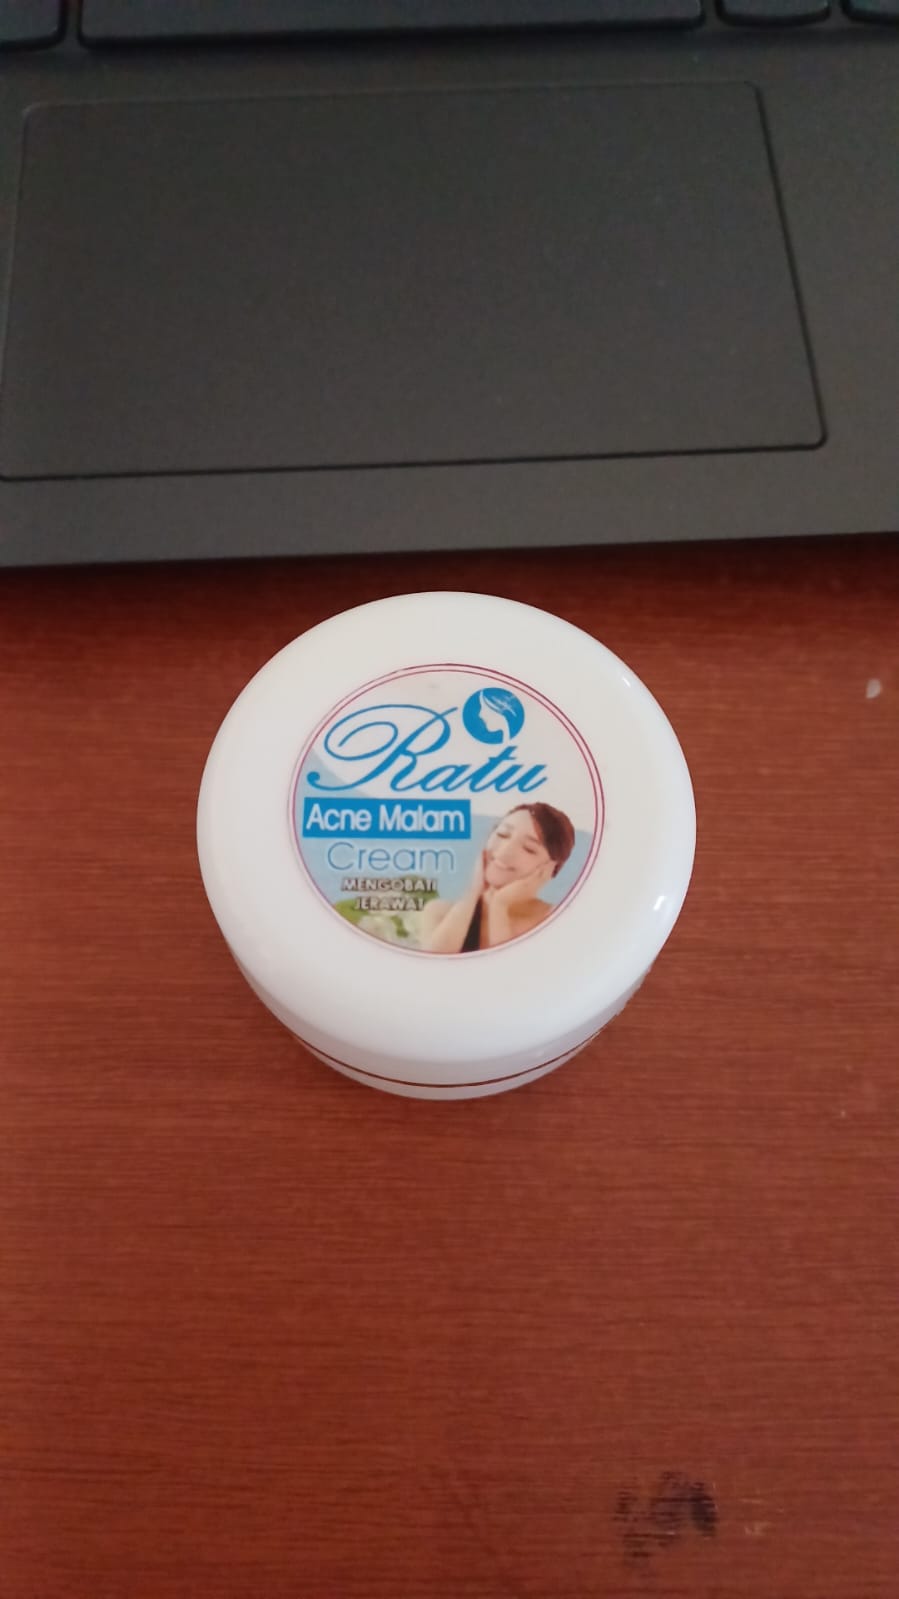 Ratu
Acne Malam
Cream
MENGOBATI
JERAWAT